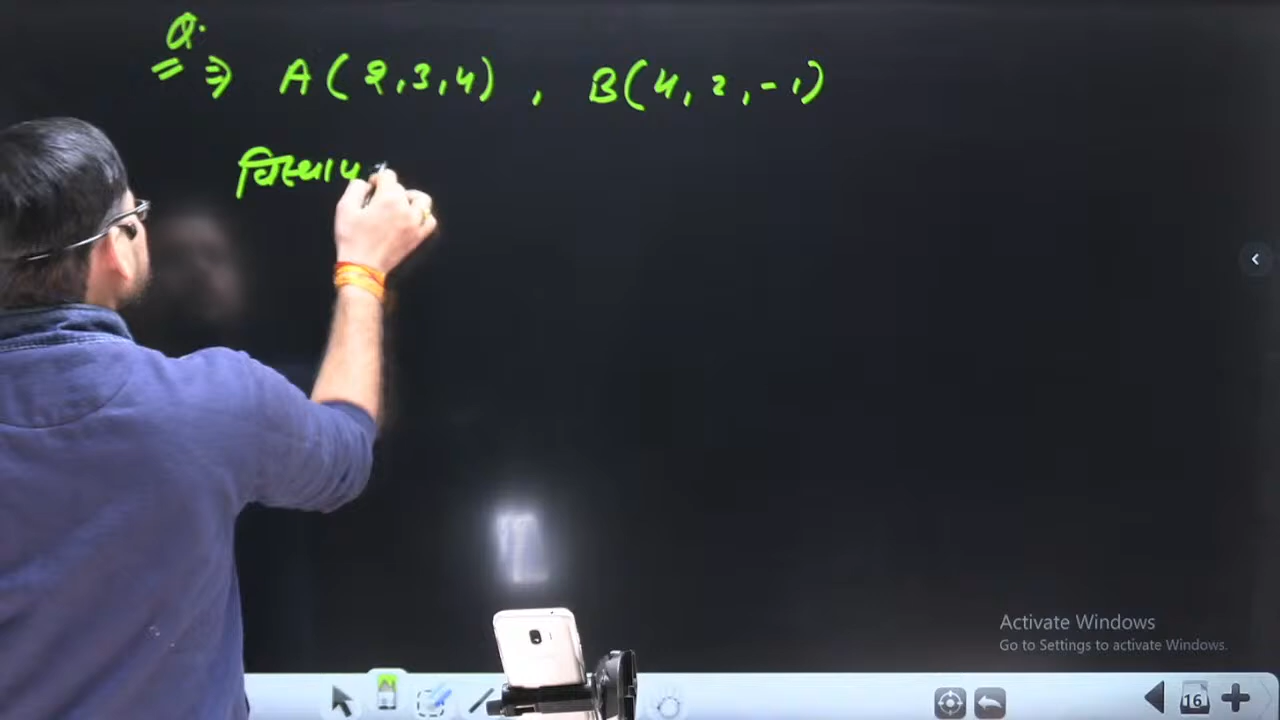 Q.
⇒ A(2,3,4) , B(4,2,-1)
Activate Windows
Go to Settings to activate Windows.
16